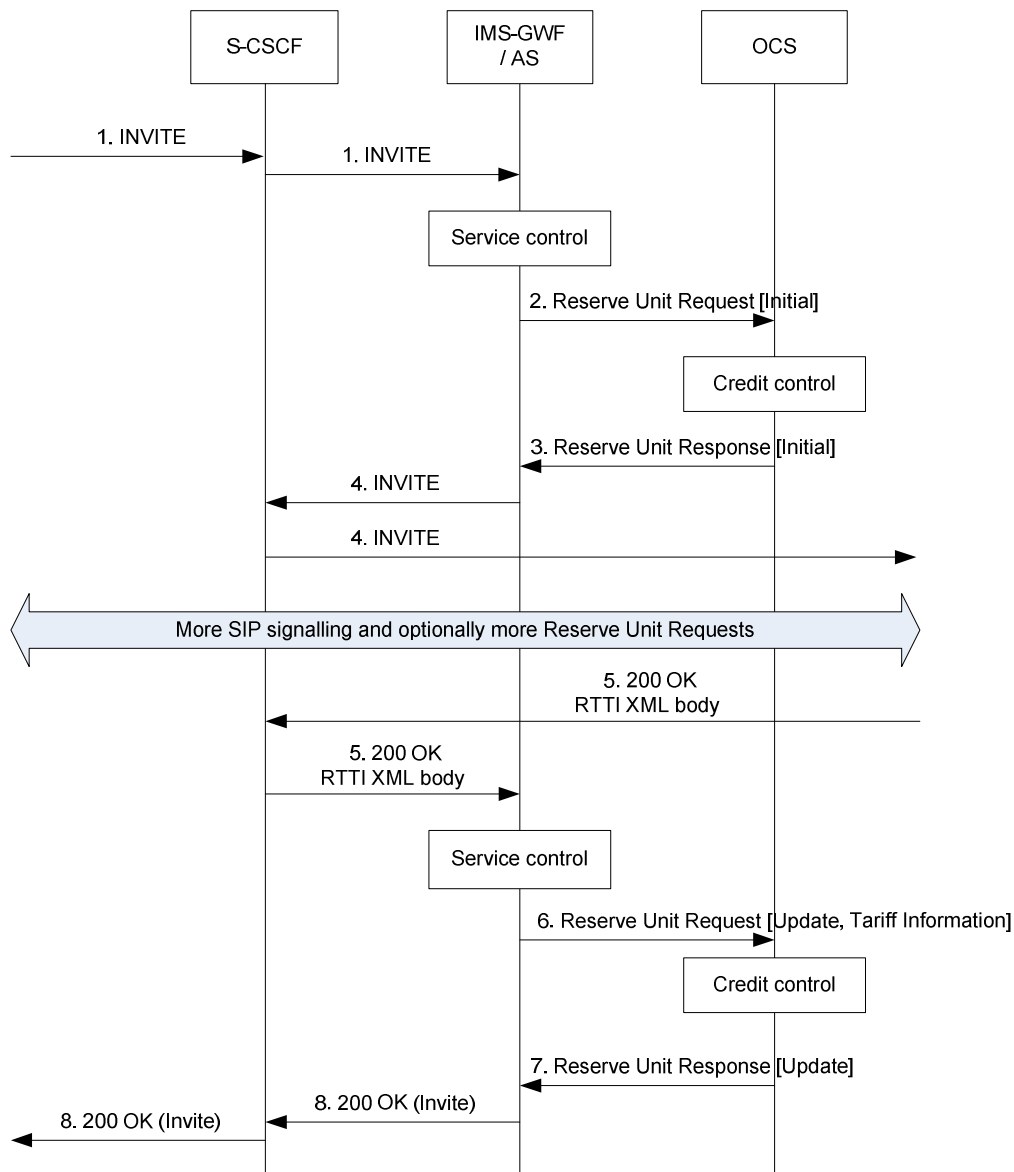 S-CSCF
IMS-GWF
/ AS
OCS
1. INVITE
1. INVITE
Service control
2. Reserve Unit Request [Initial]
Credit control
3. Reserve Unit Response [Initial]
4. INVITE
4. INVITE
More SIP signalling and optionally more Reserve Unit Requests
5. 200 OK
RTTI XML body
5. 200 OK
RTTI XML body
Service control
6. Reserve Unit Request [Update, Tariff Information]
Credit control
7. Reserve Unit Response [Update]
8. 200 OK (Invite)
8. 200 OK (Invite)